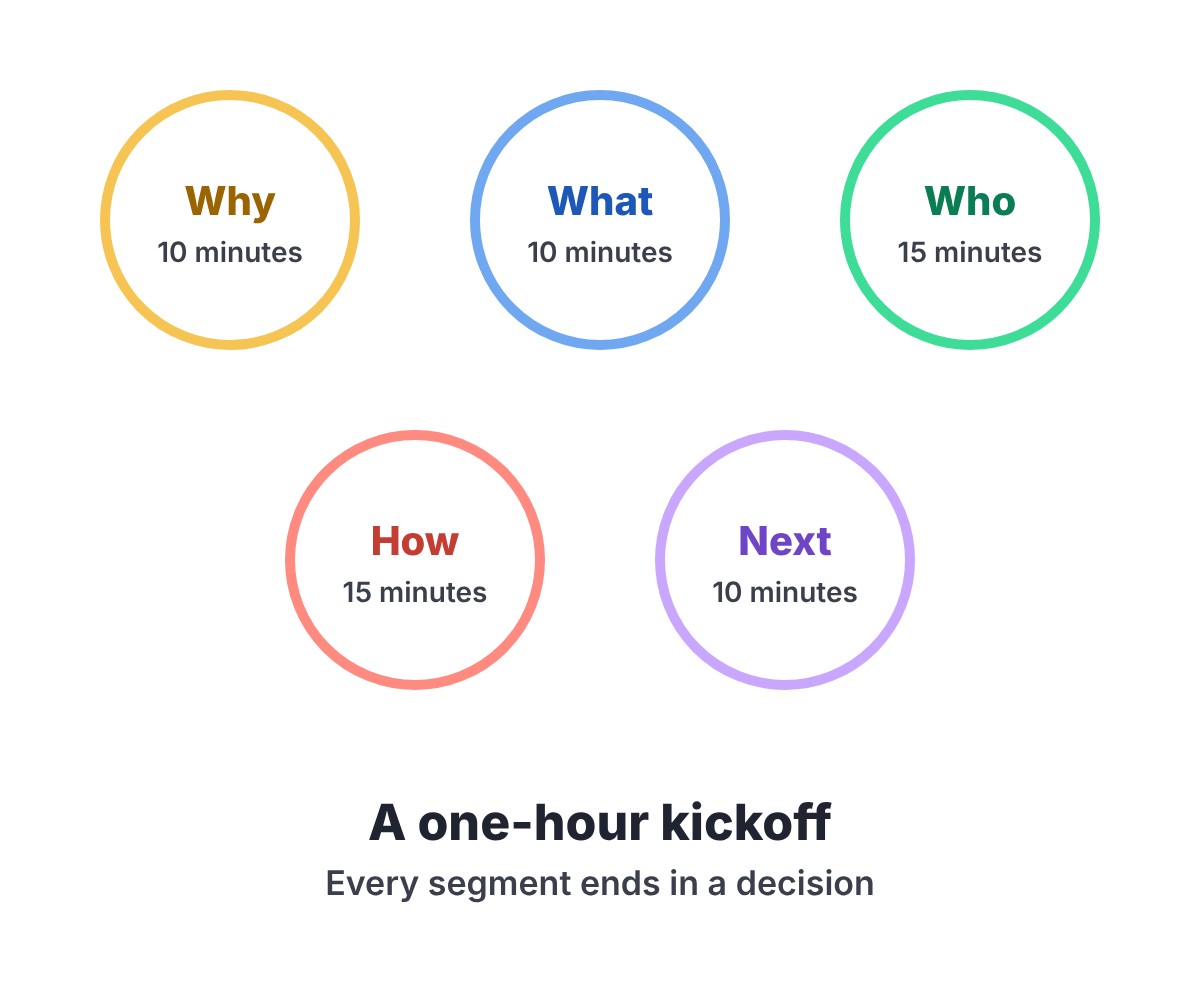 Why
10 minutes
What
10 minutes
Who
15 minutes
How
15 minutes
Next
10 minutes
A one-hour kickoff
Every segment ends in a decision